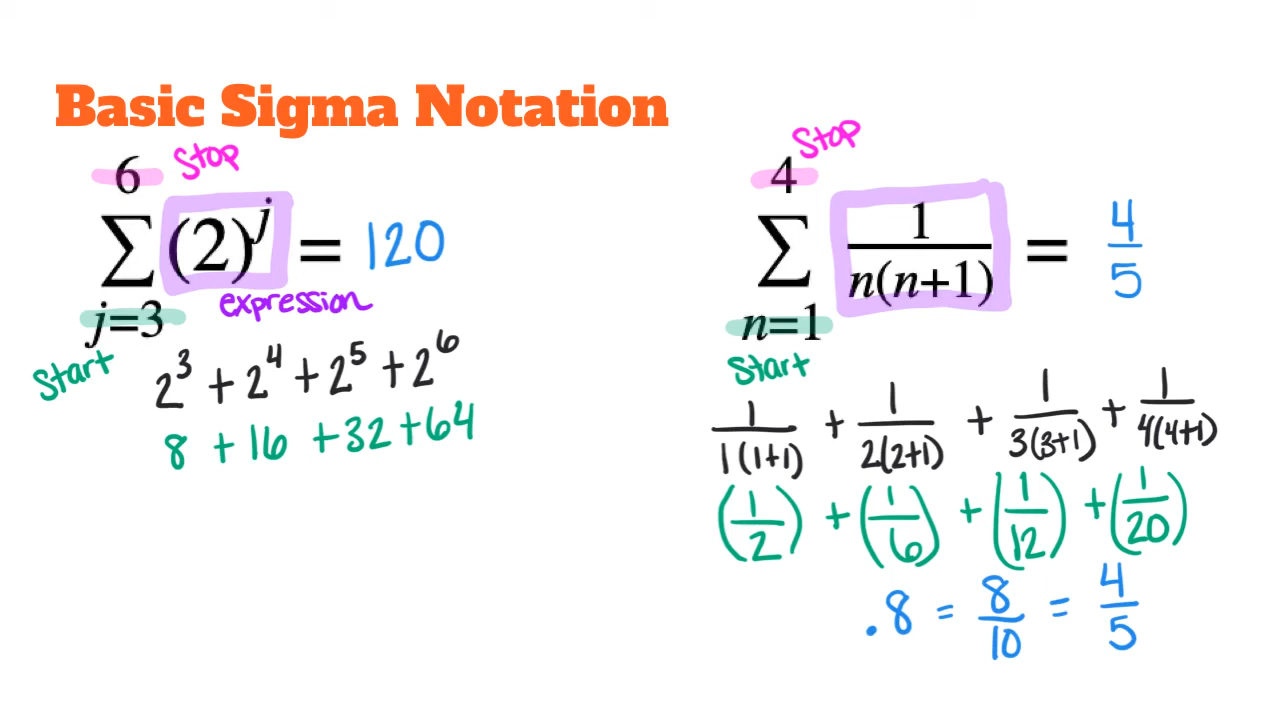 Basic Sigma Notation
6 Stop
∑ (2)^j = 120
expression
j=3
Start
2^3 + 2^4 + 2^5 + 2^6
8 + 16 + 32 + 64
4 Stop
∑ 1/n(n+1) = 4/5
n=1
Start
1/1(1+1) + 1/2(2+1) + 1/3(3+1) + 1/4(4+1)
(1/2) + (1/6) + (1/12) + (1/20)
.8 = 8/10 = 4/5